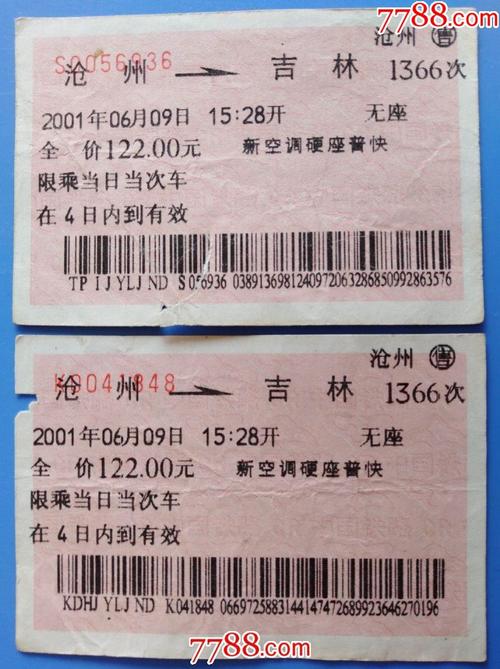 7788.com
沧州 售
S0056936
沧 州 → 吉 林 1366次
2001年06月09日 15:28开 无座
全 价122.00元 新空调硬座普快
限乘当日当次车
在4日内到有效
TP I J YLJ ND S 056936 0389136981240972063286850992863576
沧州 售
K0041848
沧 州 → 吉 林 1366次
2001年06月09日 15:28开 无座
全 价122.00元 新空调硬座普快
限乘当日当次车
在4日内到有效
KDHJ YLJ ND K041848 0669725883144147472689923646270196
7788.com